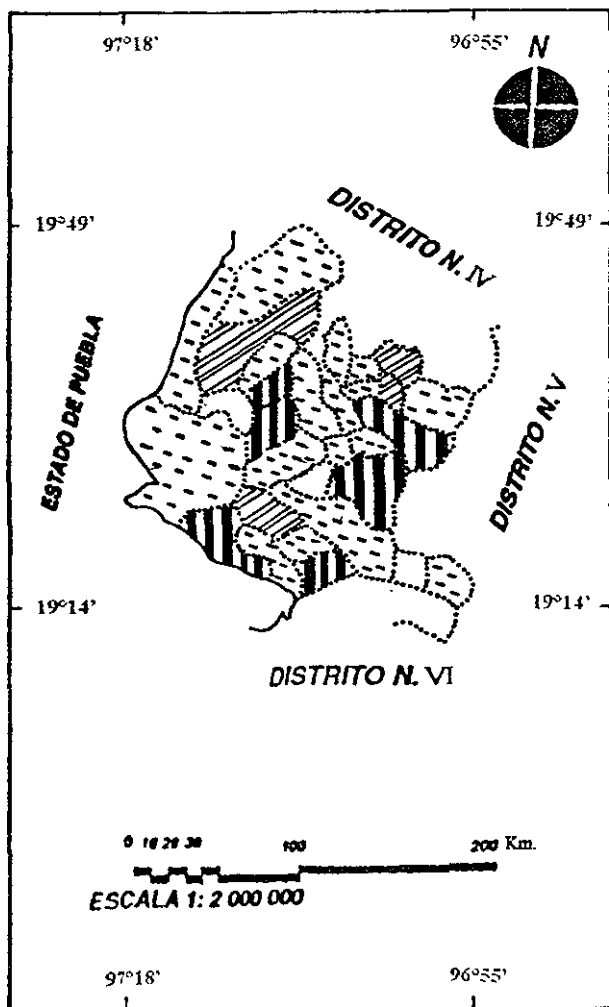 97°18' 96°55'
N
19°49' 19°49'
DISTRITO N. IV
ESTADO DE PUEBLA
DISTRITO N. V
19°14' 19°14'
DISTRITO N. VI
0 10 20 30 100 200 Km.
ESCALA 1: 2 000 000
97°18' 96°55'